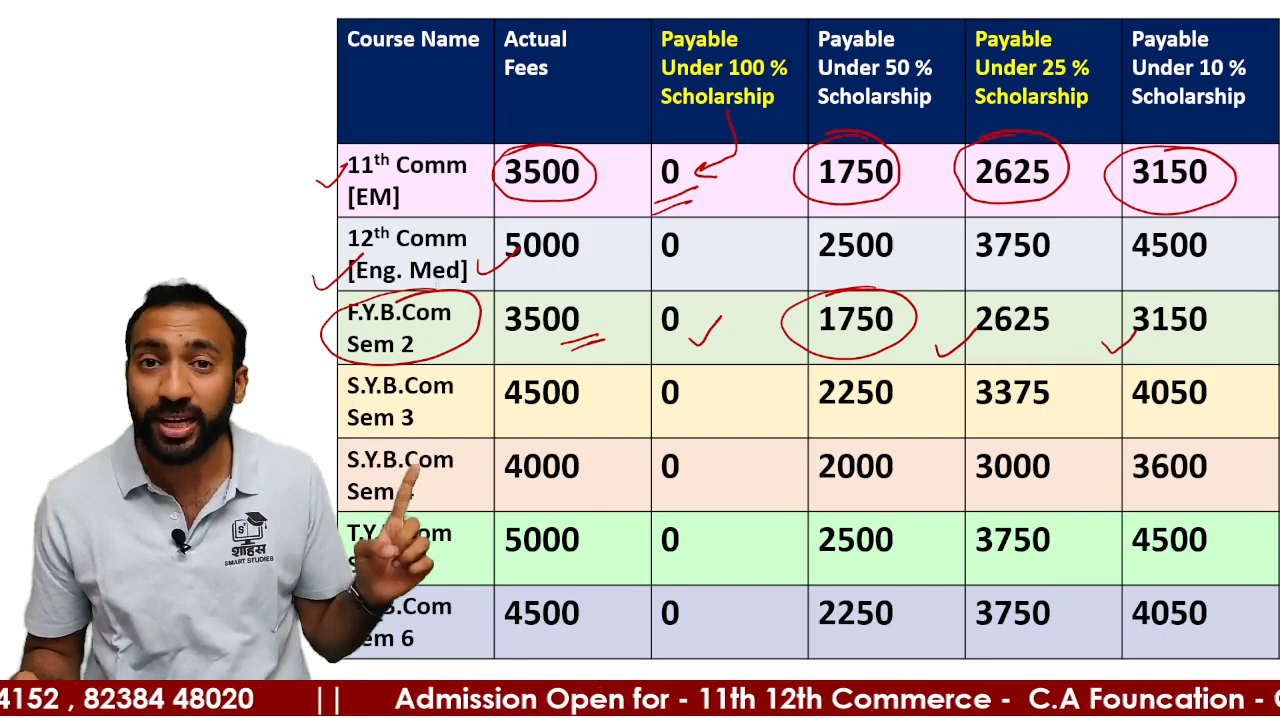 Course Name
Actual
Fees
Payable
Under 100 %
Scholarship
Payable
Under 50 %
Scholarship
Payable
Under 25 %
Scholarship
Payable
Under 10 %
Scholarship
11th Comm
[EM]
3500
0
1750
2625
3150
12th Comm
[Eng. Med]
5000
0
2500
3750
4500
F.Y.B.Com
Sem 2
3500
0
1750
2625
3150
S.Y.B.Com
Sem 3
4500
0
2250
3375
4050
S.Y.B.Com
Sem
4000
0
2000
3000
3600
5000
0
2500
3750
4500
Sem 6
4500
0
2250
3750
4050
SMART STUDIES
4152 , 82384 48020 || Admission Open for - 11th 12th Commerce - C.A Founcation -